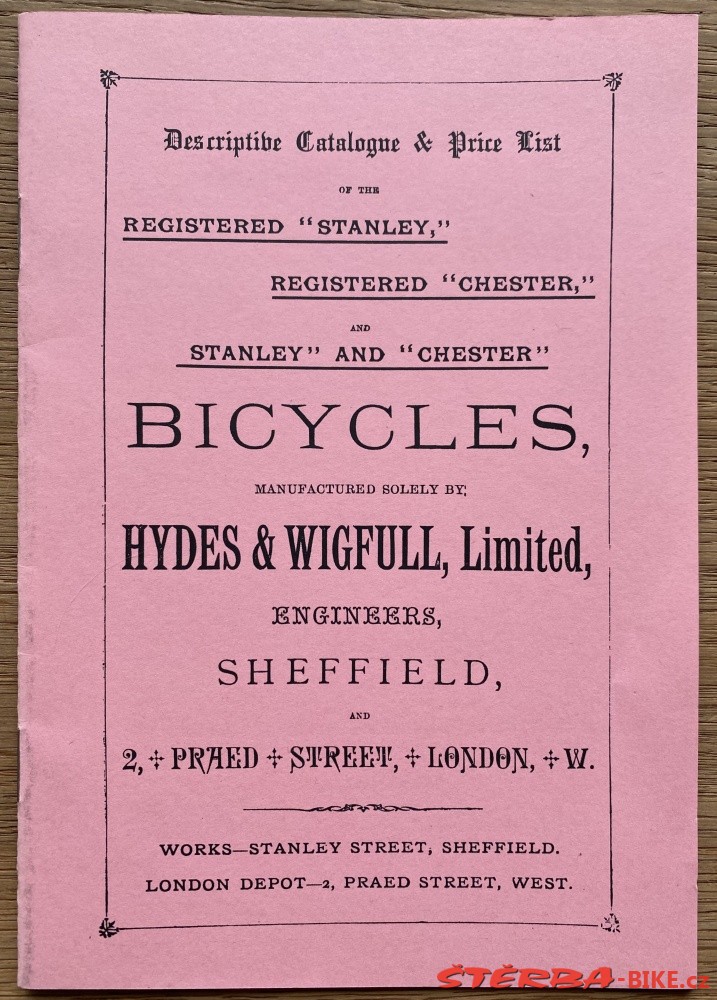 Descriptive Catalogue & Price List
OF THE
REGISTERED "STANLEY,"
REGISTERED "CHESTER,"
AND
STANLEY" AND "CHESTER"
BICYCLES,
MANUFACTURED SOLELY BY;
HYDES & WIGFULL, Limited,
ENGINEERS,
SHEFFIELD,
AND
2, ✣ PRAED ✣ STREET, ✣ LONDON, ✣ W.
WORKS—STANLEY STREET, SHEFFIELD.
LONDON DEPOT—2, PRAED STREET, WEST.
ŠTĚRBA-BIKE.cz